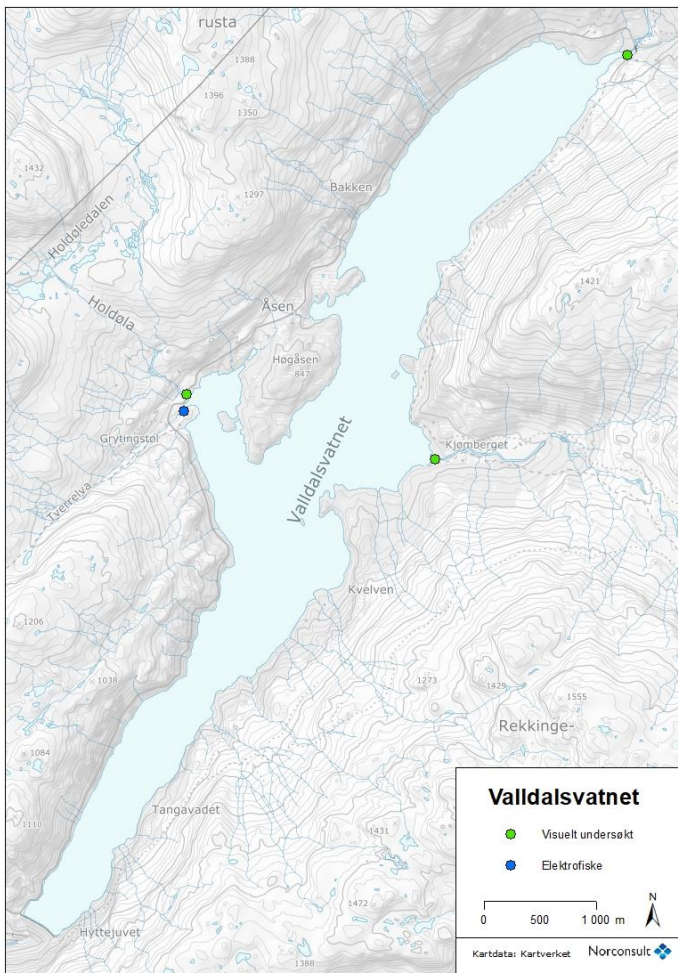 rusta
1388
1396
1350
1432
1297
Bakken
Holdøledalen
Holdøla
Åsen
1421
Høgåsen
847
Grytingstøl
Kjømberget
Valldalsvatnet
Tverrelva
Kvelven
1206
1038
1273
1429
1555
Rekkinge-
1084
1110
Tangavadet
1431
1472
Hyttejuvet
1388
Valldalsvatnet
Visuelt undersøkt
Elektrofiske
N
0 500 1 000 m
Kartdata: Kartverket Norconsult